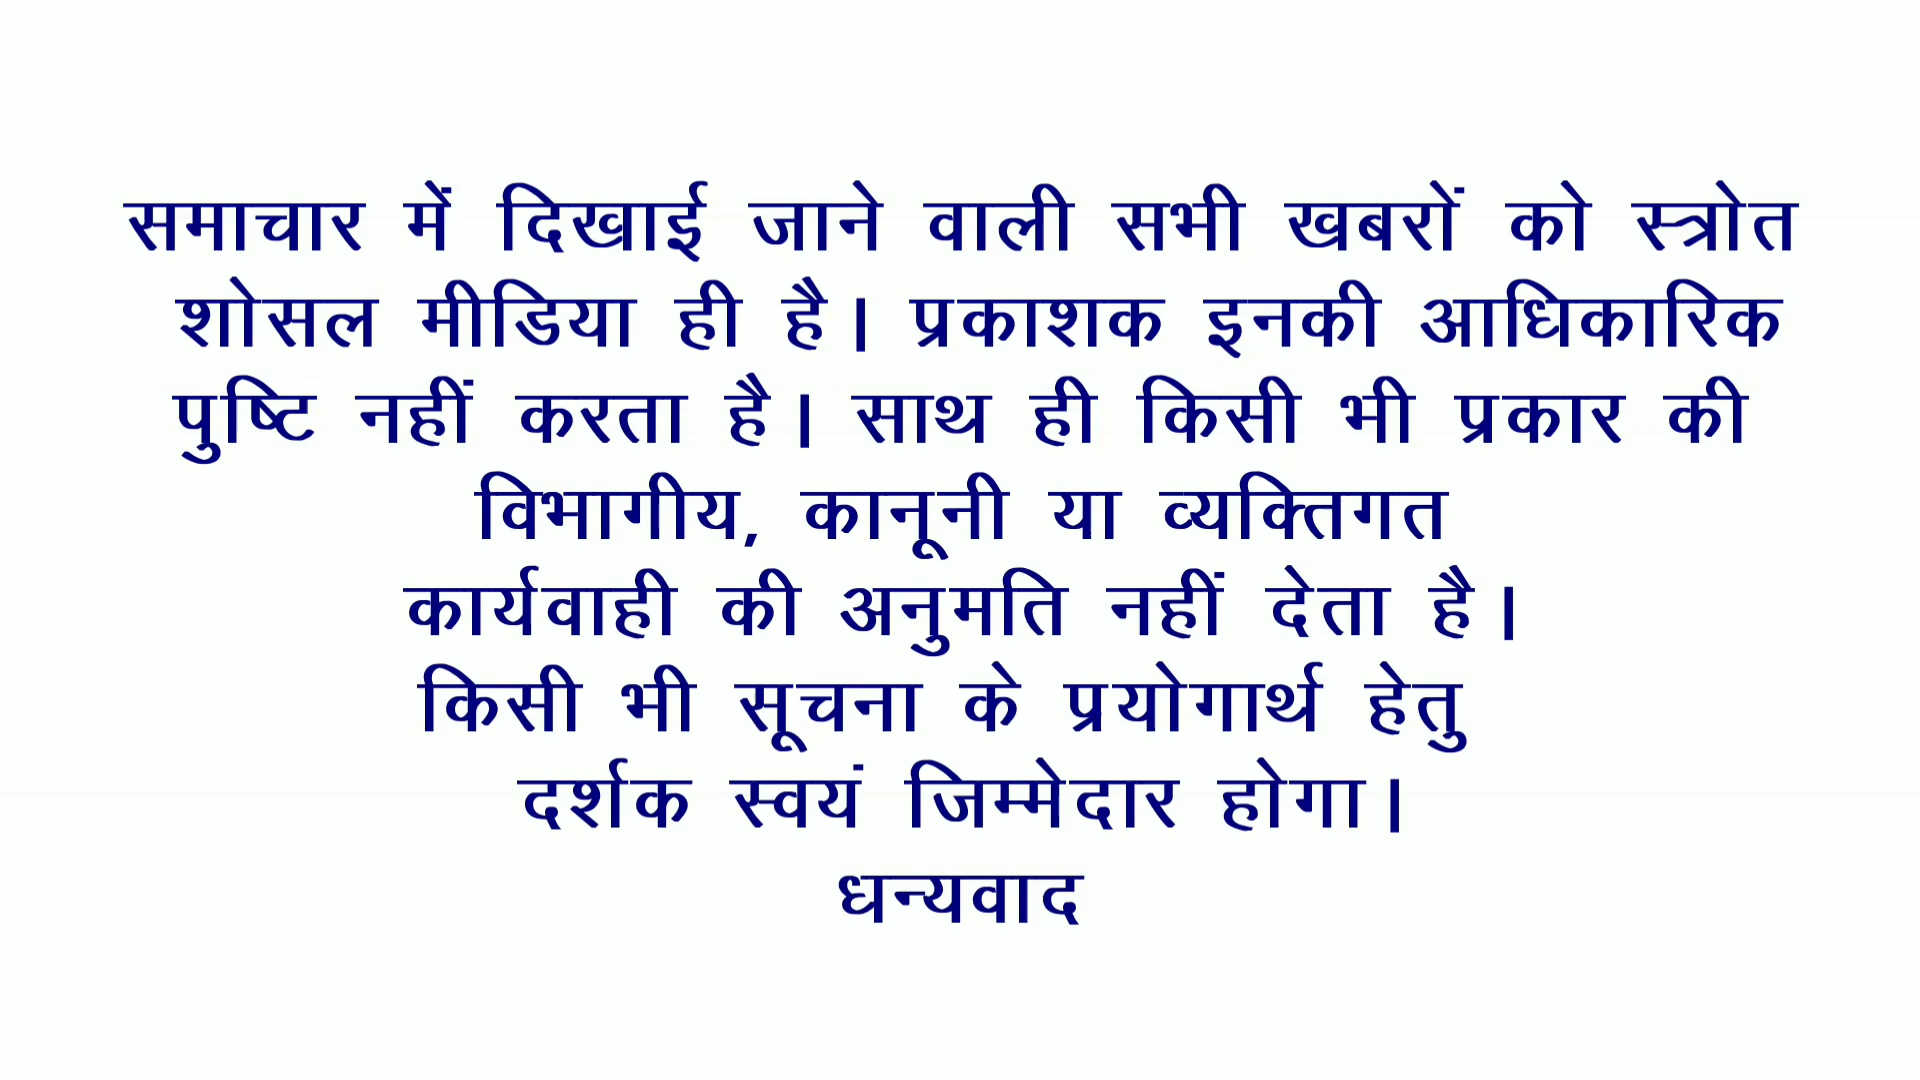 समाचार में दिखाई जाने वाली सभी खबरों को स्त्रोत
शोसल मीडिया ही है। प्रकाशक इनकी आधिकारिक
पुष्टि नहीं करता है। साथ ही किसी भी प्रकार की
विभागीय, कानूनी या व्यक्तिगत
कार्यवाही की अनुमति नहीं देता है।
किसी भी सूचना के प्रयोगार्थ हेतु
दर्शक स्वयं जिम्मेदार होगा।
धन्यवाद